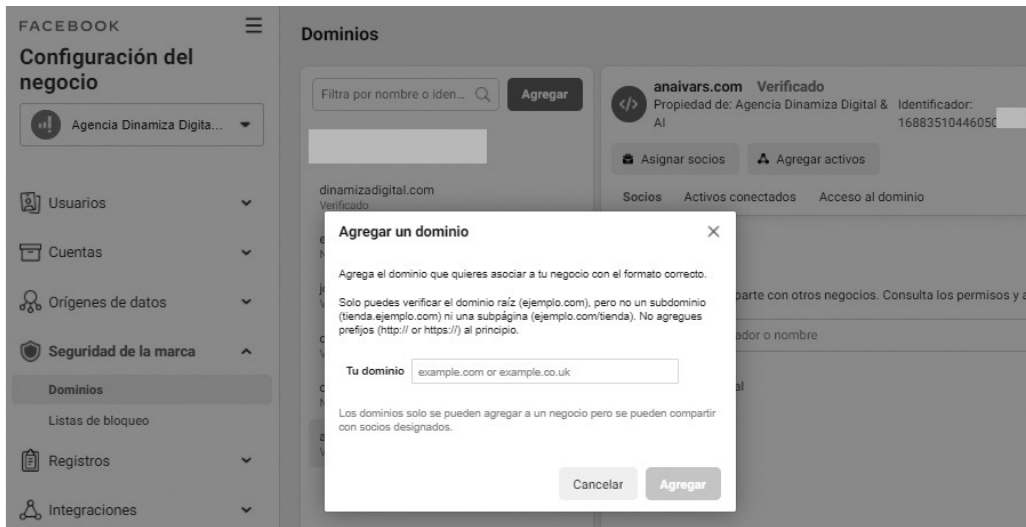 FACEBOOK
Configuración del
negocio
Agencia Dinamiza Digita...
Usuarios
Cuentas
Orígenes de datos
Seguridad de la marca
Dominios
Listas de bloqueo
Registros
Integraciones
Dominios
Filtra por nombre o iden...
Agregar
dinamizadigital.com
Verificado
anaivars.com Verificado
Propiedad de: Agencia Dinamiza Digital &
AI
Identificador:
16883510446050
Asignar socios
Agregar activos
Socios Activos conectados Acceso al dominio
parte con otros negocios. Consulta los permisos y a
ador o nombre
al
Agregar un dominio
Agrega el dominio que quieres asociar a tu negocio con el formato correcto.
Solo puedes verificar el dominio raíz (ejemplo.com), pero no un subdominio
(tienda.ejemplo.com) ni una subpágina (ejemplo.com/tienda). No agregues
prefijos (http:// or https://) al principio.
Tu dominio example.com or example.co.uk
Los dominios solo se pueden agregar a un negocio pero se pueden compartir
con socios designados.
Cancelar Agregar